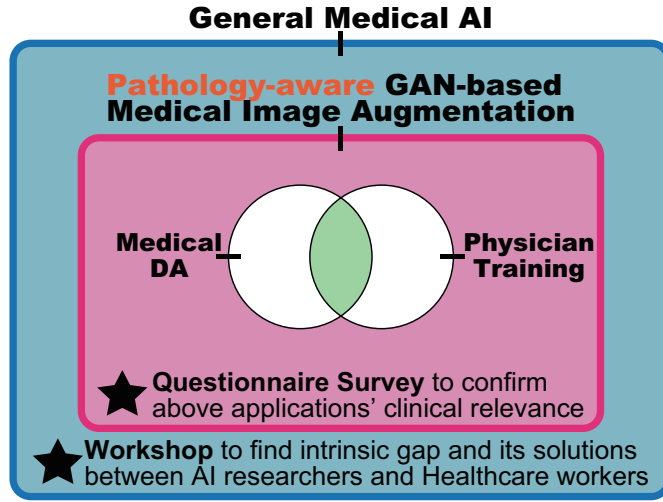 General Medical AI
Pathology-aware GAN-based
Medical Image Augmentation
Medical
DA
Physician
Training
Questionnaire Survey to confirm
above applications’ clinical relevance
Workshop to find intrinsic gap and its solutions
between AI researchers and Healthcare workers